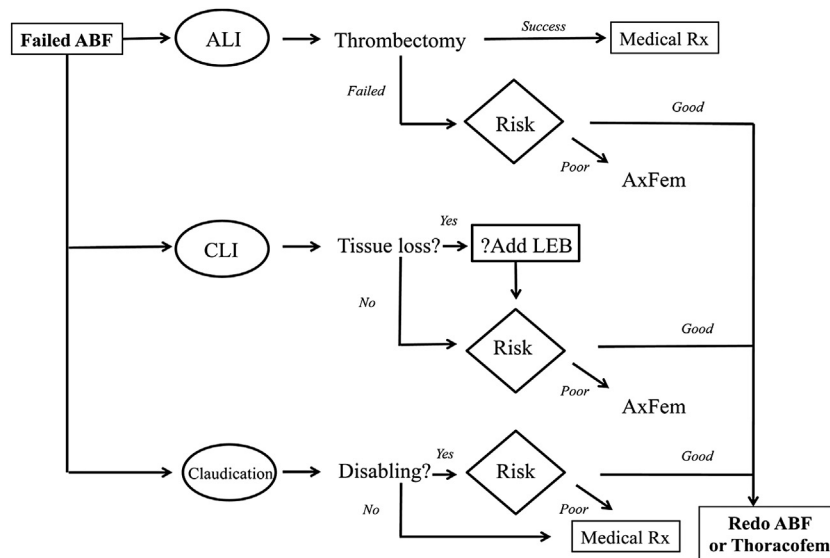 Failed ABF
ALI
Thrombectomy
Success
Medical Rx
Failed
Risk
Good
Poor
AxFem
CLI
Tissue loss?
Yes
?Add LEB
No
Risk
Good
Poor
AxFem
Claudication
Disabling?
Yes
Risk
Good
No
Poor
Medical Rx
Redo ABF
or Thoracofem